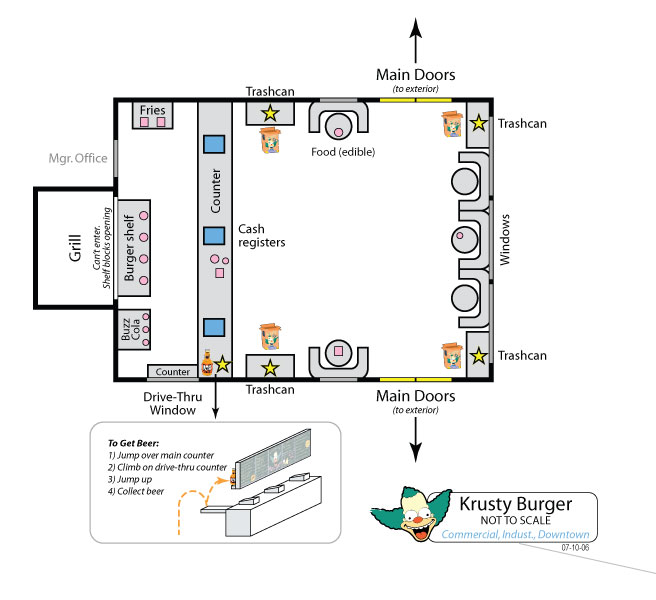 Main Doors
(to exterior)
Trashcan
Fries
Trashcan
Mgr. Office
Food (edible)
Counter
Grill
Can't enter.
Shelf blocks opening
Burger shelf
Cash
registers
Windows
Buzz
Cola
Trashcan
Counter
Drive-Thru
Window
Trashcan
Main Doors
(to exterior)
To Get Beer:
1) Jump over main counter
2) Climb on drive-thru counter
3) Jump up
4) Collect beer
Krusty Burger
NOT TO SCALE
Commercial, Indust., Downtown
07-10-06